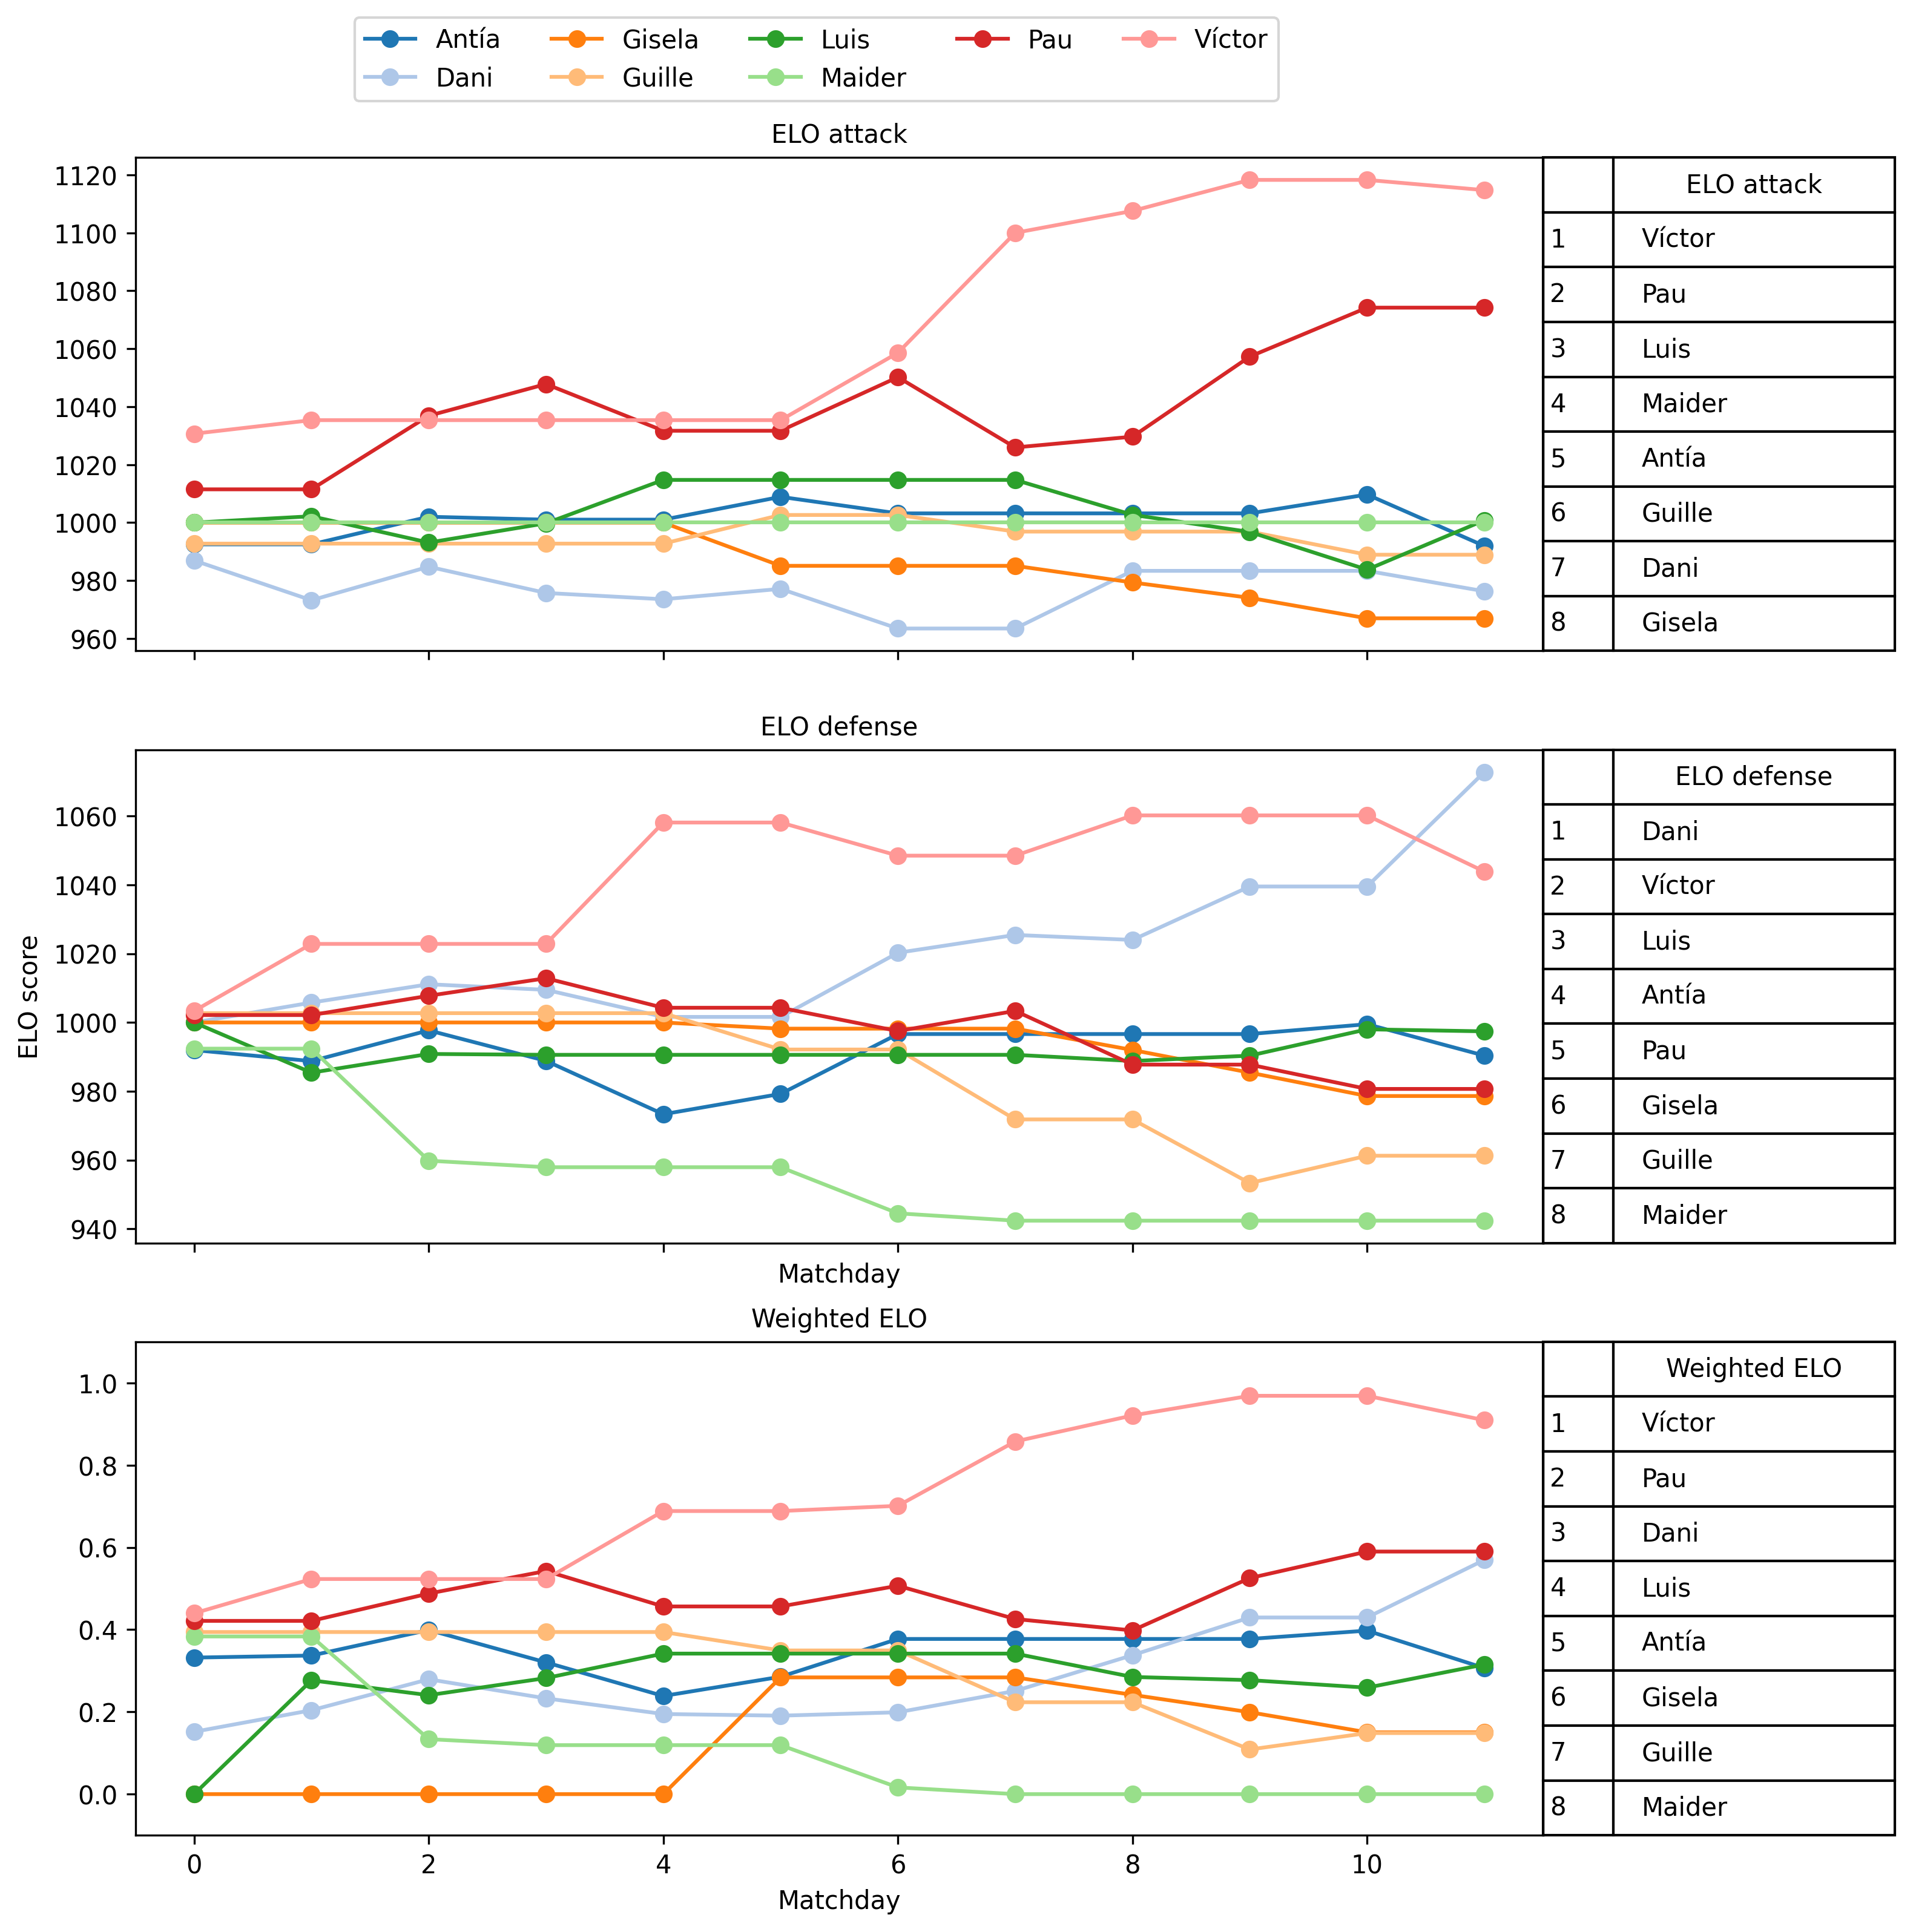 Antía Gisela Luis Pau Víctor
Dani Guille Maider
ELO attack
1120
1100
1080
1060
1040
1020
1000
980
960
ELO attack
1 Víctor
2 Pau
3 Luis
4 Maider
5 Antía
6 Guille
7 Dani
8 Gisela
ELO defense
ELO score
1060
1040
1020
1000
980
960
940
Matchday
ELO defense
1 Dani
2 Víctor
3 Luis
4 Antía
5 Pau
6 Gisela
7 Guille
8 Maider
Weighted ELO
1.0
0.8
0.6
0.4
0.2
0.0
0 2 4 6 8 10
Matchday
Weighted ELO
1 Víctor
2 Pau
3 Dani
4 Luis
5 Antía
6 Gisela
7 Guille
8 Maider